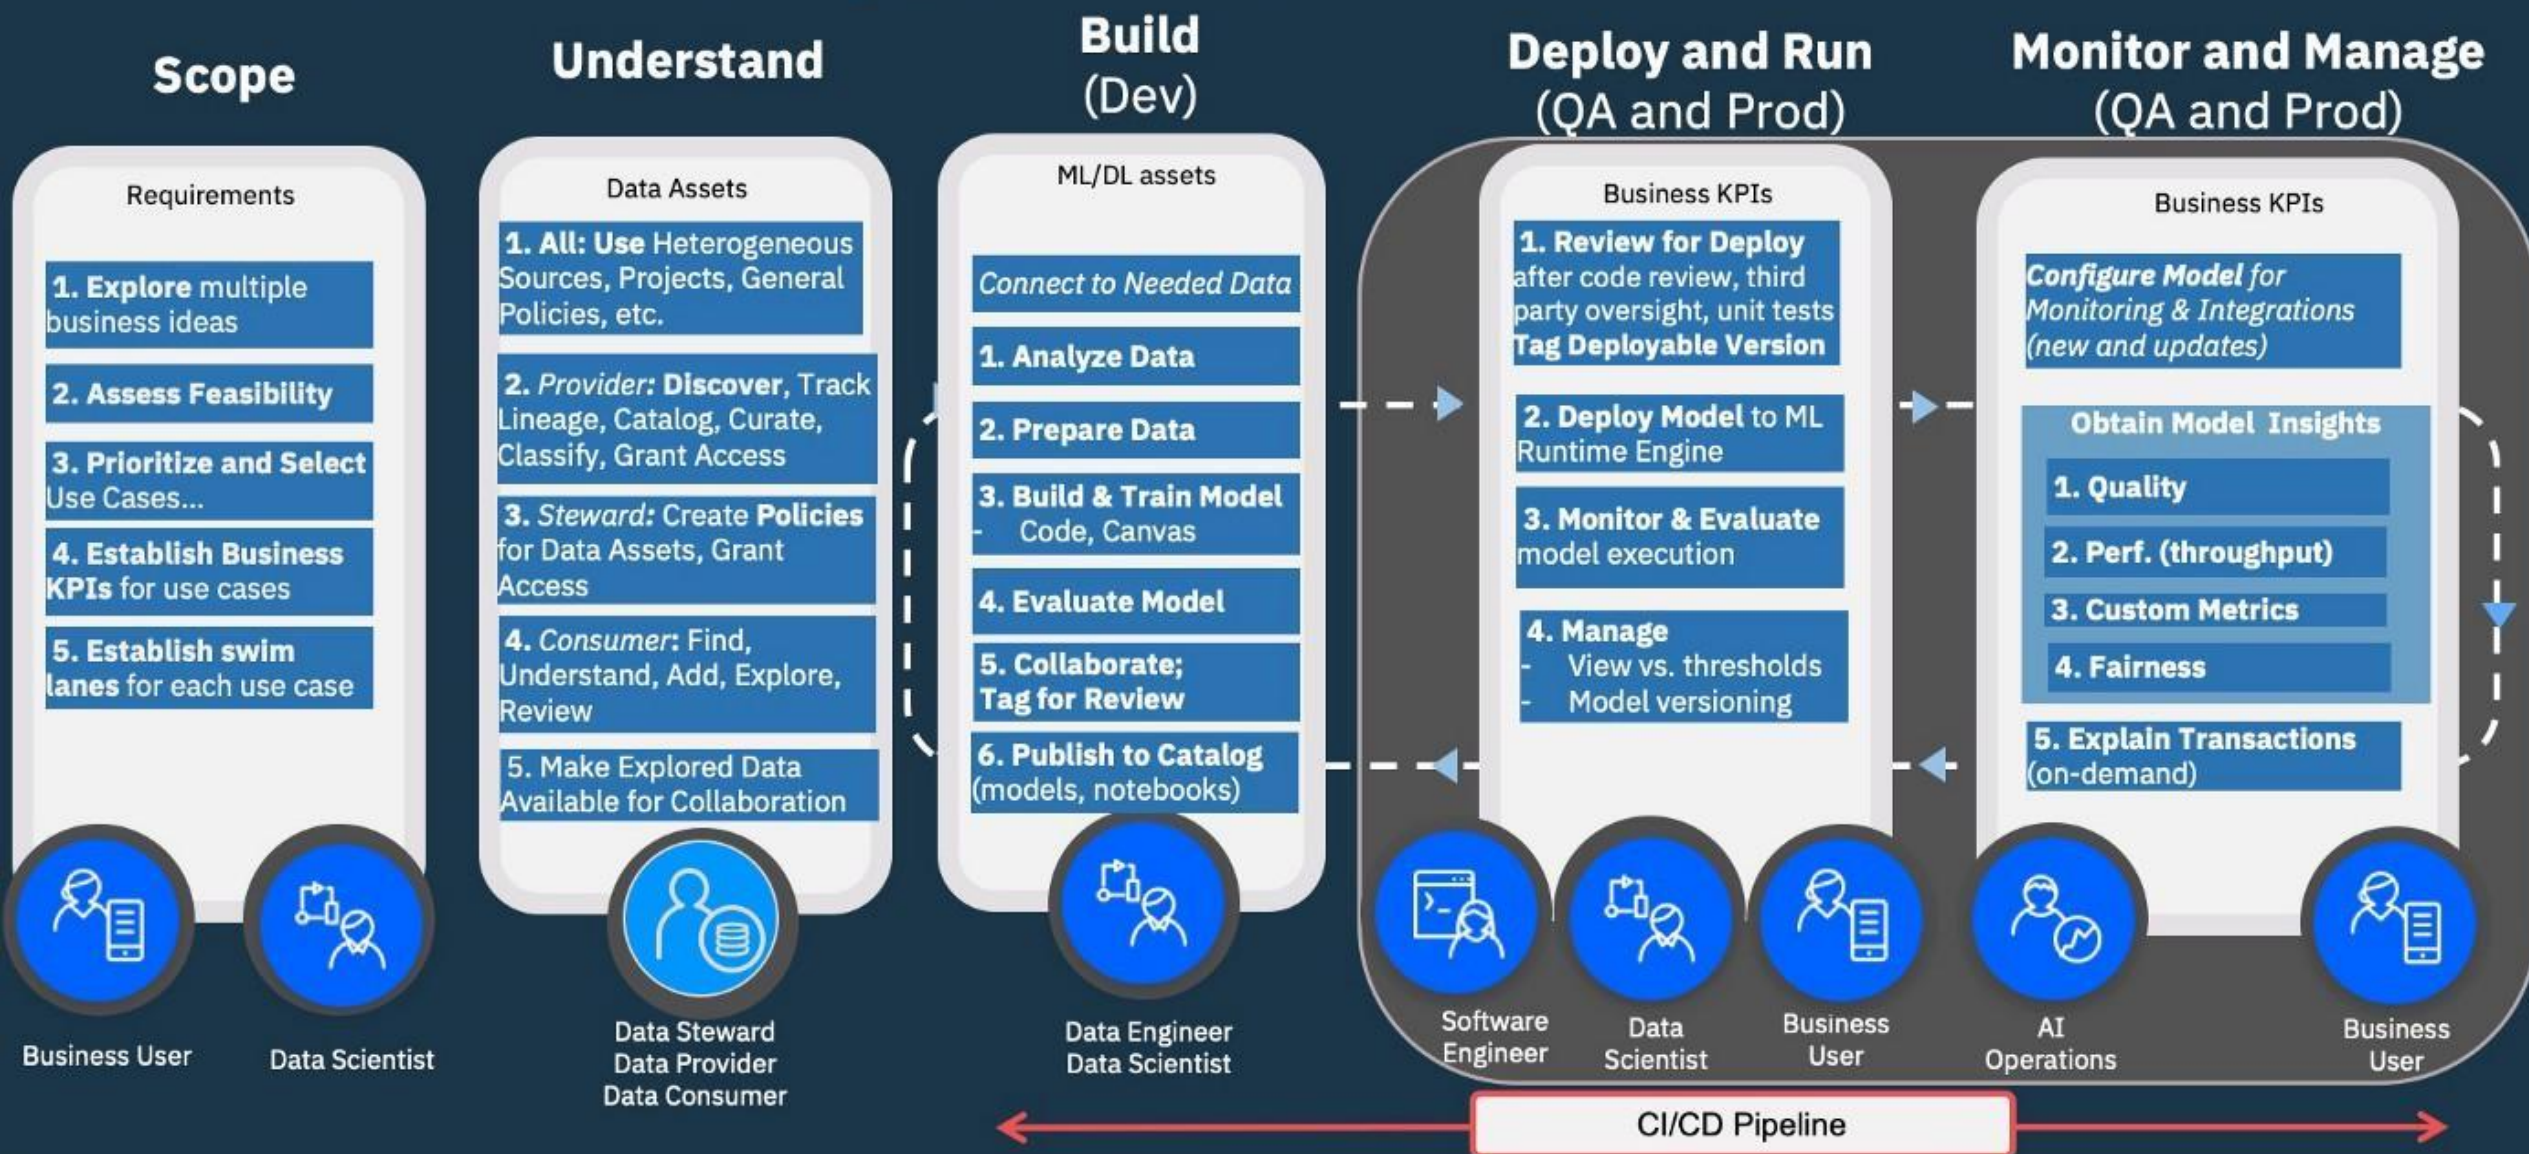 Scope
Requirements
1. Explore multiple
business ideas
2. Assess Feasibility
3. Prioritize and Select
Use Cases...
4. Establish Business
KPIs for use cases
5. Establish swim
lanes for each use case
Business User
Data Scientist
Understand
Data Assets
1. All: Use Heterogeneous
Sources, Projects, General
Policies, etc.
2. Provider: Discover, Track
Lineage, Catalog, Curate,
Classify, Grant Access
3. Steward: Create Policies
for Data Assets, Grant
Access
4. Consumer: Find,
Understand, Add, Explore,
Review
5. Make Explored Data
Available for Collaboration
Data Steward
Data Provider
Data Consumer
Build
(Dev)
ML/DL assets
Connect to Needed Data
1. Analyze Data
2. Prepare Data
3. Build & Train Model
- Code, Canvas
4. Evaluate Model
5. Collaborate;
Tag for Review
6. Publish to Catalog
(models, notebooks)
Data Engineer
Data Scientist
Deploy and Run
(QA and Prod)
Business KPIs
1. Review for Deploy
after code review, third
party oversight, unit tests
Tag Deployable Version
2. Deploy Model to ML
Runtime Engine
3. Monitor & Evaluate
model execution
4. Manage
- View vs. thresholds
- Model versioning
Software
Engineer
Data
Scientist
Business
User
Monitor and Manage
(QA and Prod)
Business KPIs
Configure Model for
Monitoring & Integrations
(new and updates)
Obtain Model Insights
1. Quality
2. Perf. (throughput)
3. Custom Metrics
4. Fairness
5. Explain Transactions
(on-demand)
AI
Operations
Business
User
CI/CD Pipeline